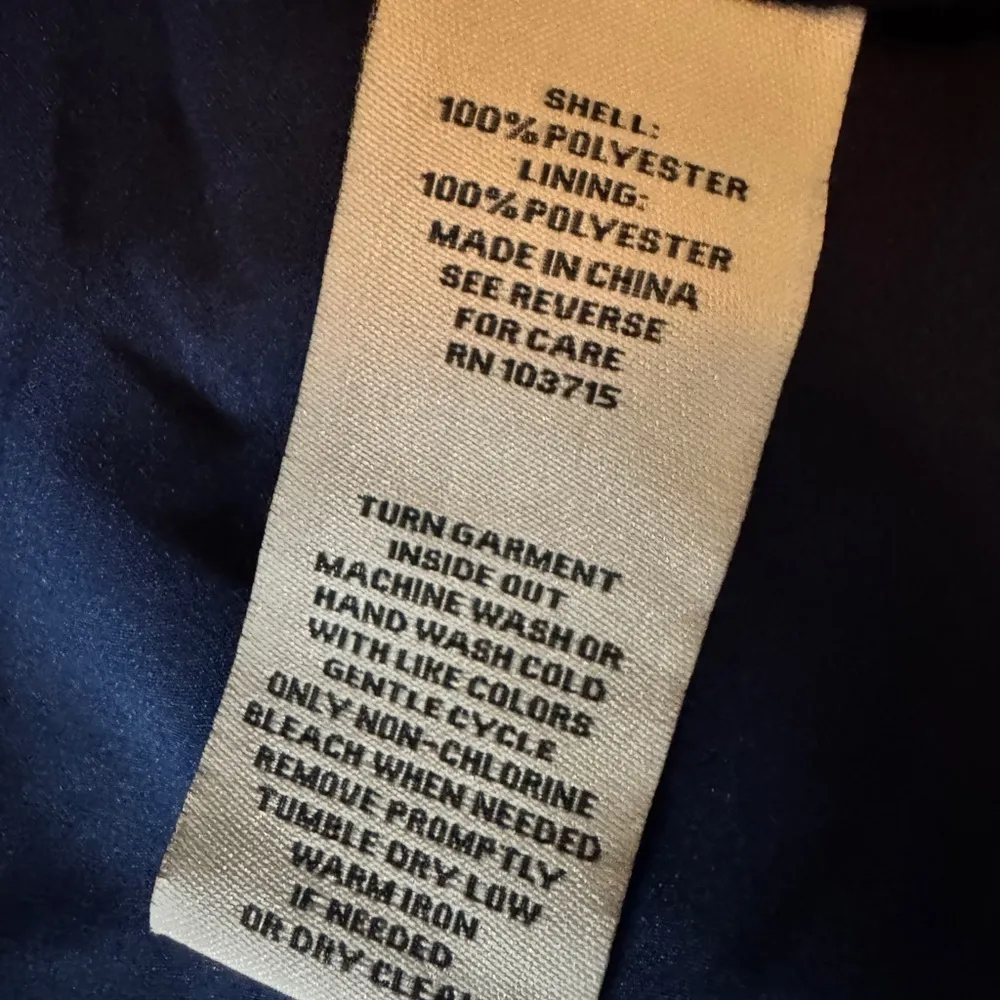 SHELL:
100% POLYESTER
LINING:
100% POLYESTER
MADE IN CHINA
SEE REVERSE
FOR CARE
RN 103715
TURN GARMENT
INSIDE OUT
MACHINE WASH OR
HAND WASH COLD
WITH LIKE COLORS
GENTLE CYCLE
ONLY NON-CHLORINE
BLEACH WHEN NEEDED
REMOVE PROMPTLY
TUMBLE DRY LOW
WARM IRON
IF NEEDED
OR DRY